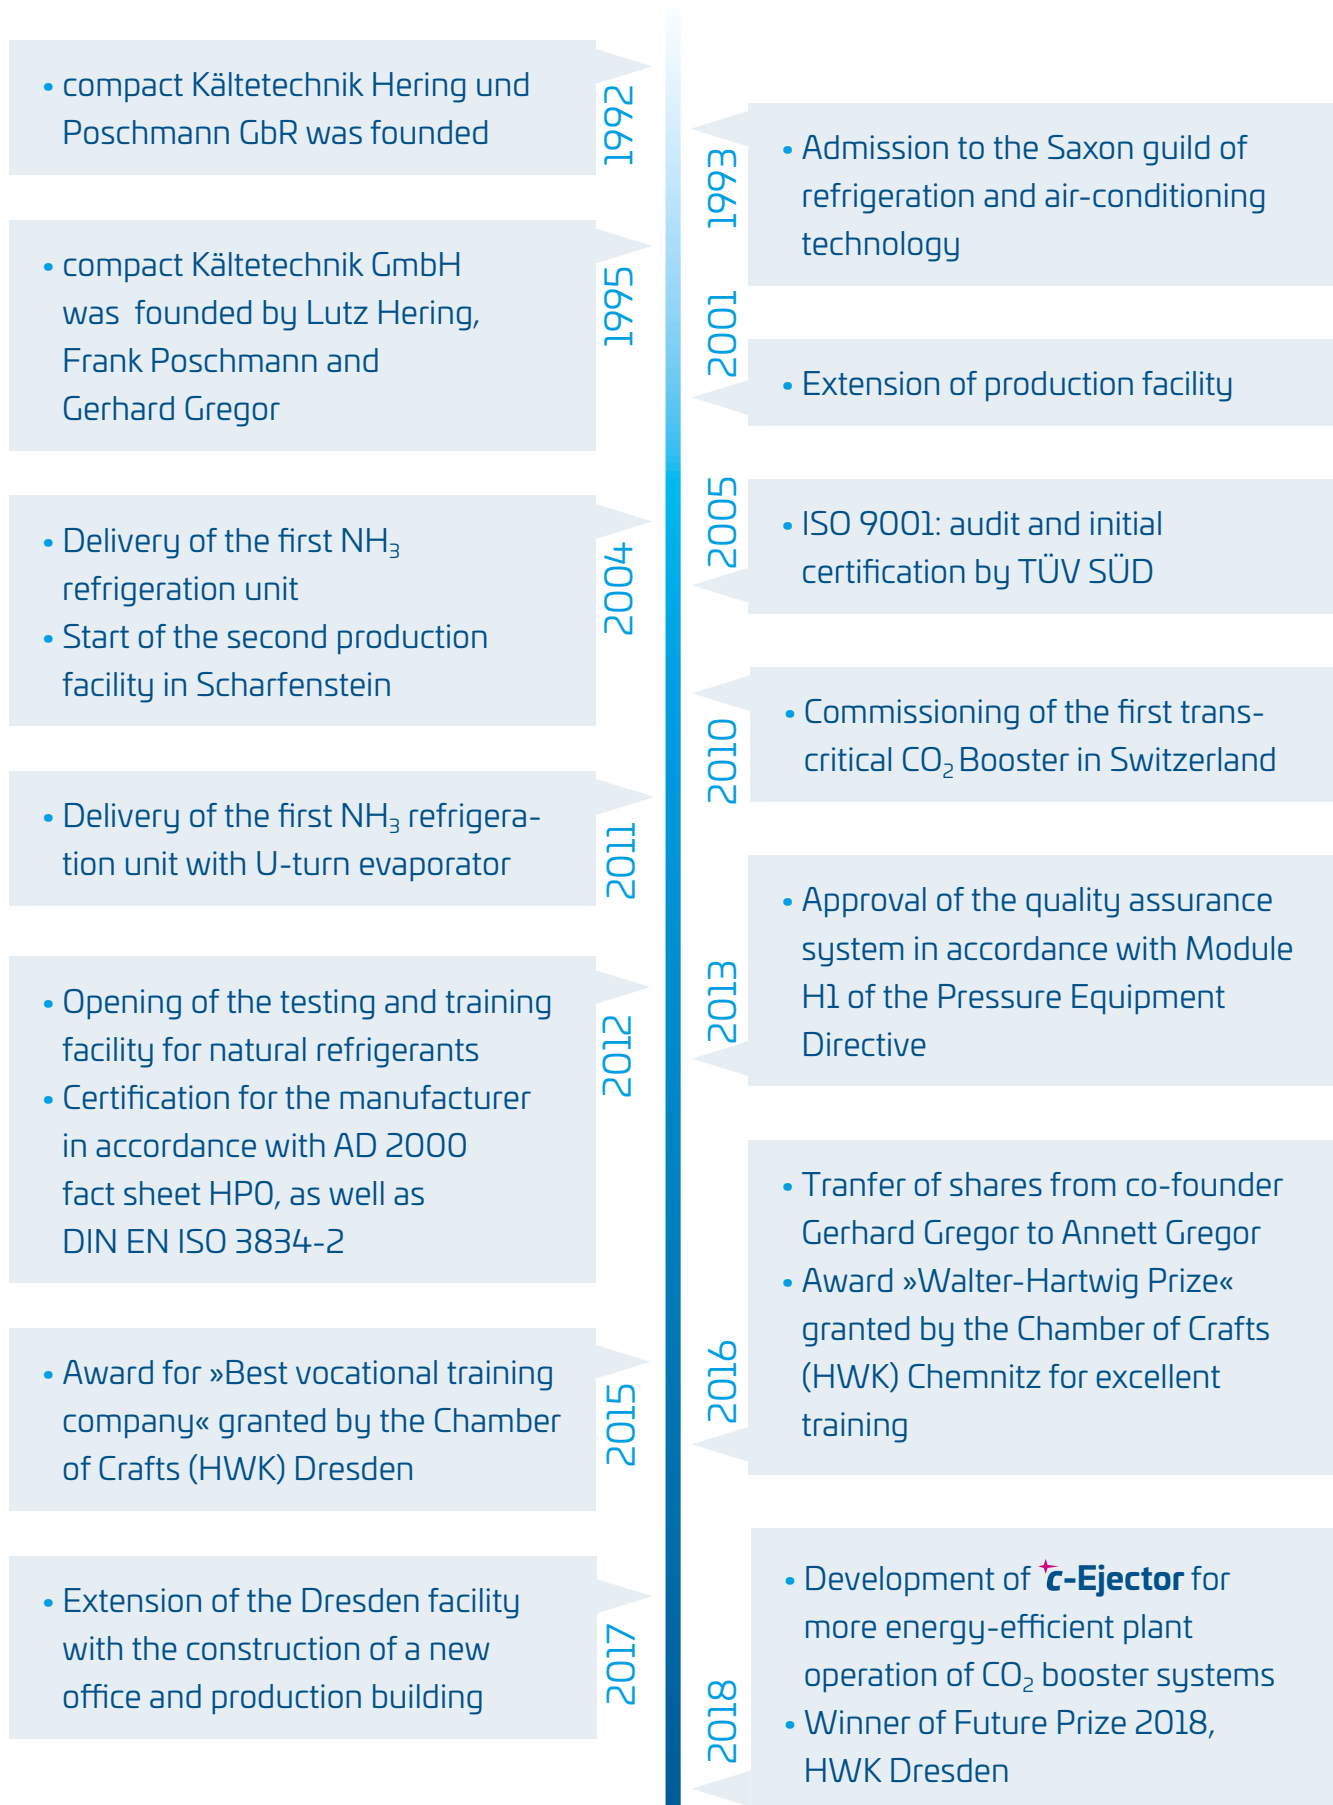 1992
• compact Kältetechnik Hering und
Poschmann GbR was founded
1993
• Admission to the Saxon guild of
refrigeration and air-conditioning
technology
1995
• compact Kältetechnik GmbH
was founded by Lutz Hering,
Frank Poschmann and
Gerhard Gregor
2001
• Extension of production facility
2004
• Delivery of the first NH₃
refrigeration unit
• Start of the second production
facility in Scharfenstein
2005
• ISO 9001: audit and initial
certification by TÜV SÜD
2010
• Commissioning of the first trans-
critical CO₂ Booster in Switzerland
2011
• Delivery of the first NH₃ refrigera-
tion unit with U-turn evaporator
2012
• Opening of the testing and training
facility for natural refrigerants
• Certification for the manufacturer
in accordance with AD 2000
fact sheet HP0, as well as
DIN EN ISO 3834-2
2013
• Approval of the quality assurance
system in accordance with Module
H1 of the Pressure Equipment
Directive
2015
• Award for »Best vocational training
company« granted by the Chamber
of Crafts (HWK) Dresden
2016
• Tranfer of shares from co-founder
Gerhard Gregor to Annett Gregor
• Award »Walter-Hartwig Prize«
granted by the Chamber of Crafts
(HWK) Chemnitz for excellent
training
2017
• Extension of the Dresden facility
with the construction of a new
office and production building
2018
• Development of c-Ejector for
more energy-efficient plant
operation of CO₂ booster systems
• Winner of Future Prize 2018,
HWK Dresden